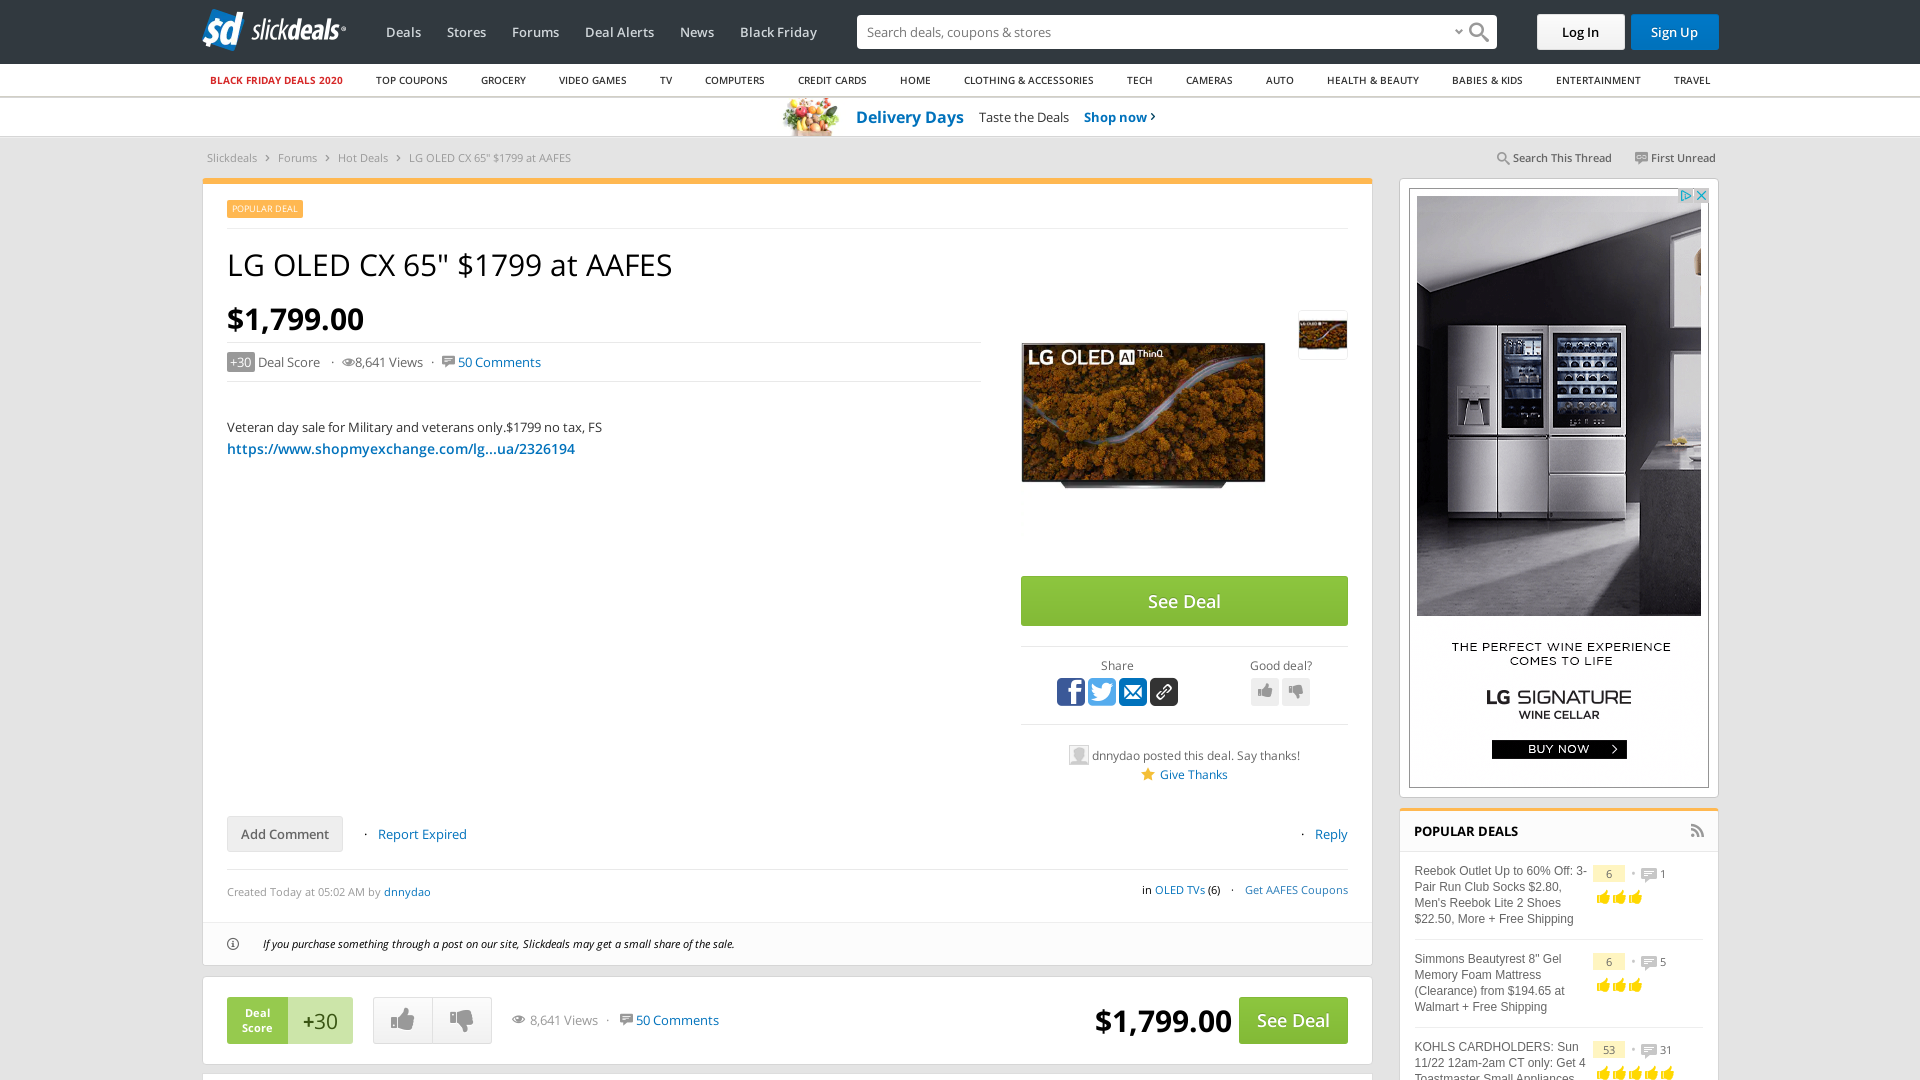 sd slickdeals
Deals Stores Forums Deal Alerts News Black Friday
Search deals, coupons & stores
Log In
Sign Up
BLACK FRIDAY DEALS 2020 TOP COUPONS GROCERY VIDEO GAMES TV COMPUTERS CREDIT CARDS HOME CLOTHING & ACCESSORIES TECH CAMERAS AUTO HEALTH & BEAUTY BABIES & KIDS ENTERTAINMENT TRAVEL
Delivery Days Taste the Deals Shop now ›
Slickdeals › Forums › Hot Deals › LG OLED CX 65" $1799 at AAFES
Search This Thread First Unread
POPULAR DEAL
LG OLED CX 65" $1799 at AAFES
$1,799.00
+30 Deal Score · 8,641 Views · 50 Comments
Veteran day sale for Military and veterans only.$1799 no tax, FS
https://www.shopmyexchange.com/lg...ua/2326194
LG OLED AI ThinQ
See Deal
Share
Good deal?
dnnydao posted this deal. Say thanks!
Give Thanks
Add Comment · Report Expired
· Reply
Created Today at 05:02 AM by dnnydao
in OLED TVs (6) · Get AAFES Coupons
If you purchase something through a post on our site, Slickdeals may get a small share of the sale.
Deal Score +30
8,641 Views · 50 Comments
$1,799.00
See Deal
THE PERFECT WINE EXPERIENCE
COMES TO LIFE
LG SIGNATURE
WINE CELLAR
BUY NOW
POPULAR DEALS
Reebok Outlet Up to 60% Off: 3-
Pair Run Club Socks $2.80,
Men's Reebok Lite 2 Shoes
$22.50, More + Free Shipping
6 • 1
Simmons Beautyrest 8" Gel
Memory Foam Mattress
(Clearance) from $194.65 at
Walmart + Free Shipping
6 • 5
KOHLS CARDHOLDERS: Sun
11/22 12am-2am CT only: Get 4
Toastmaster Small Appliances
53 • 31